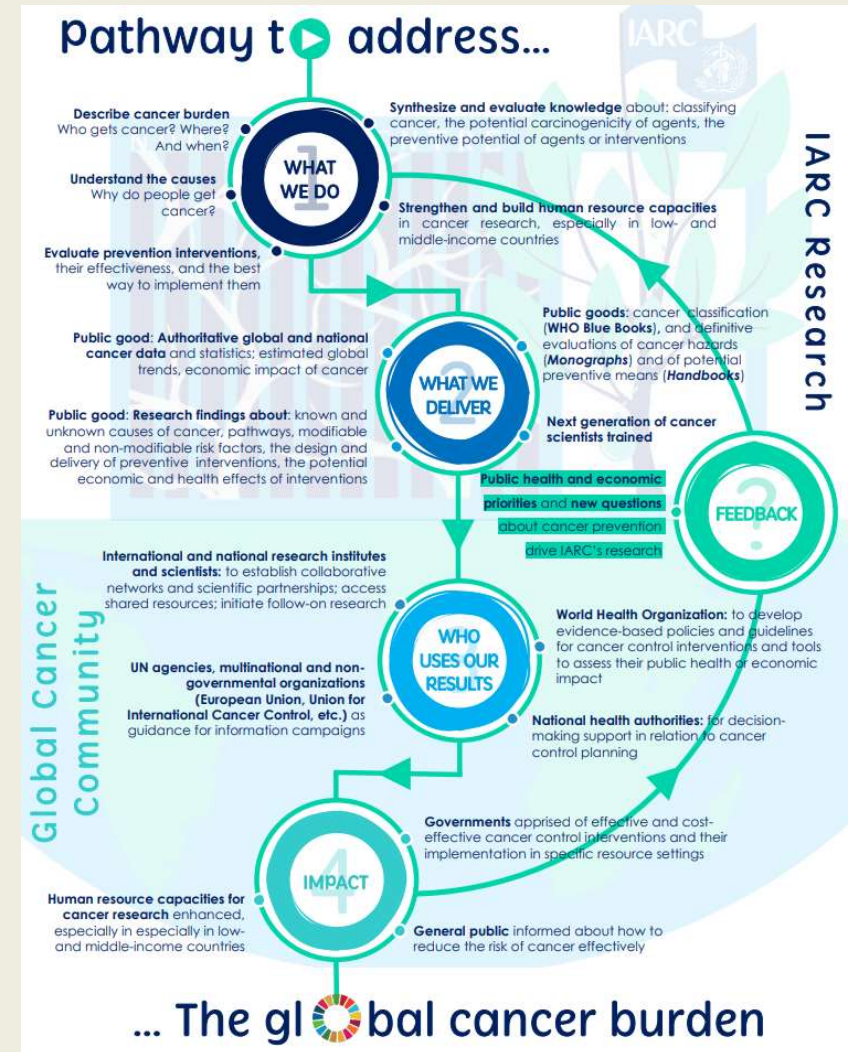 Pathway to address...
IARC
Describe cancer burden
Who gets cancer? Where?
And when?
Understand the causes
Why do people get
cancer?
Evaluate prevention interventions,
their effectiveness, and the best
way to implement them
1
WHAT
WE DO
Synthesize and evaluate knowledge about: classifying
cancer, the potential carcinogenicity of agents, the
preventive potential of agents or interventions
Strengthen and build human resource capacities
in cancer research, especially in low- and
middle-income countries
IARC Research
Public good: Authoritative global and national
cancer data and statistics; estimated global
trends, economic impact of cancer
Public good: Research findings about: known and
unknown causes of cancer, pathways, modifiable
and non-modifiable risk factors, the design and
delivery of preventive interventions, the potential
economic and health effects of interventions
2
WHAT WE
DELIVER
Public goods: cancer classification
(WHO Blue Books), and definitive
evaluations of cancer hazards
(Monographs) and of potential
preventive means (Handbooks)
Next generation of cancer
scientists trained
Public health and economic
priorities and new questions
about cancer prevention
drive IARC's research
?
FEEDBACK
Global Cancer
Community
International and national research institutes
and scientists: to establish collaborative
networks and scientific partnerships; access
shared resources; initiate follow-on research
UN agencies, multinational and non-
governmental organizations
(European Union, Union for
International Cancer Control, etc.) as
guidance for information campaigns
WHO
USES OUR
RESULTS
World Health Organization: to develop
evidence-based policies and guidelines
for cancer control interventions and tools
to assess their public health or economic
impact
National health authorities: for decision-
making support in relation to cancer
control planning
Human resource capacities for
cancer research enhanced,
especially in especially in low-
and middle-income countries
4
IMPACT
Governments apprised of effective and cost-
effective cancer control interventions and their
implementation in specific resource settings
General public informed about how to
reduce the risk of cancer effectively
... The global cancer burden